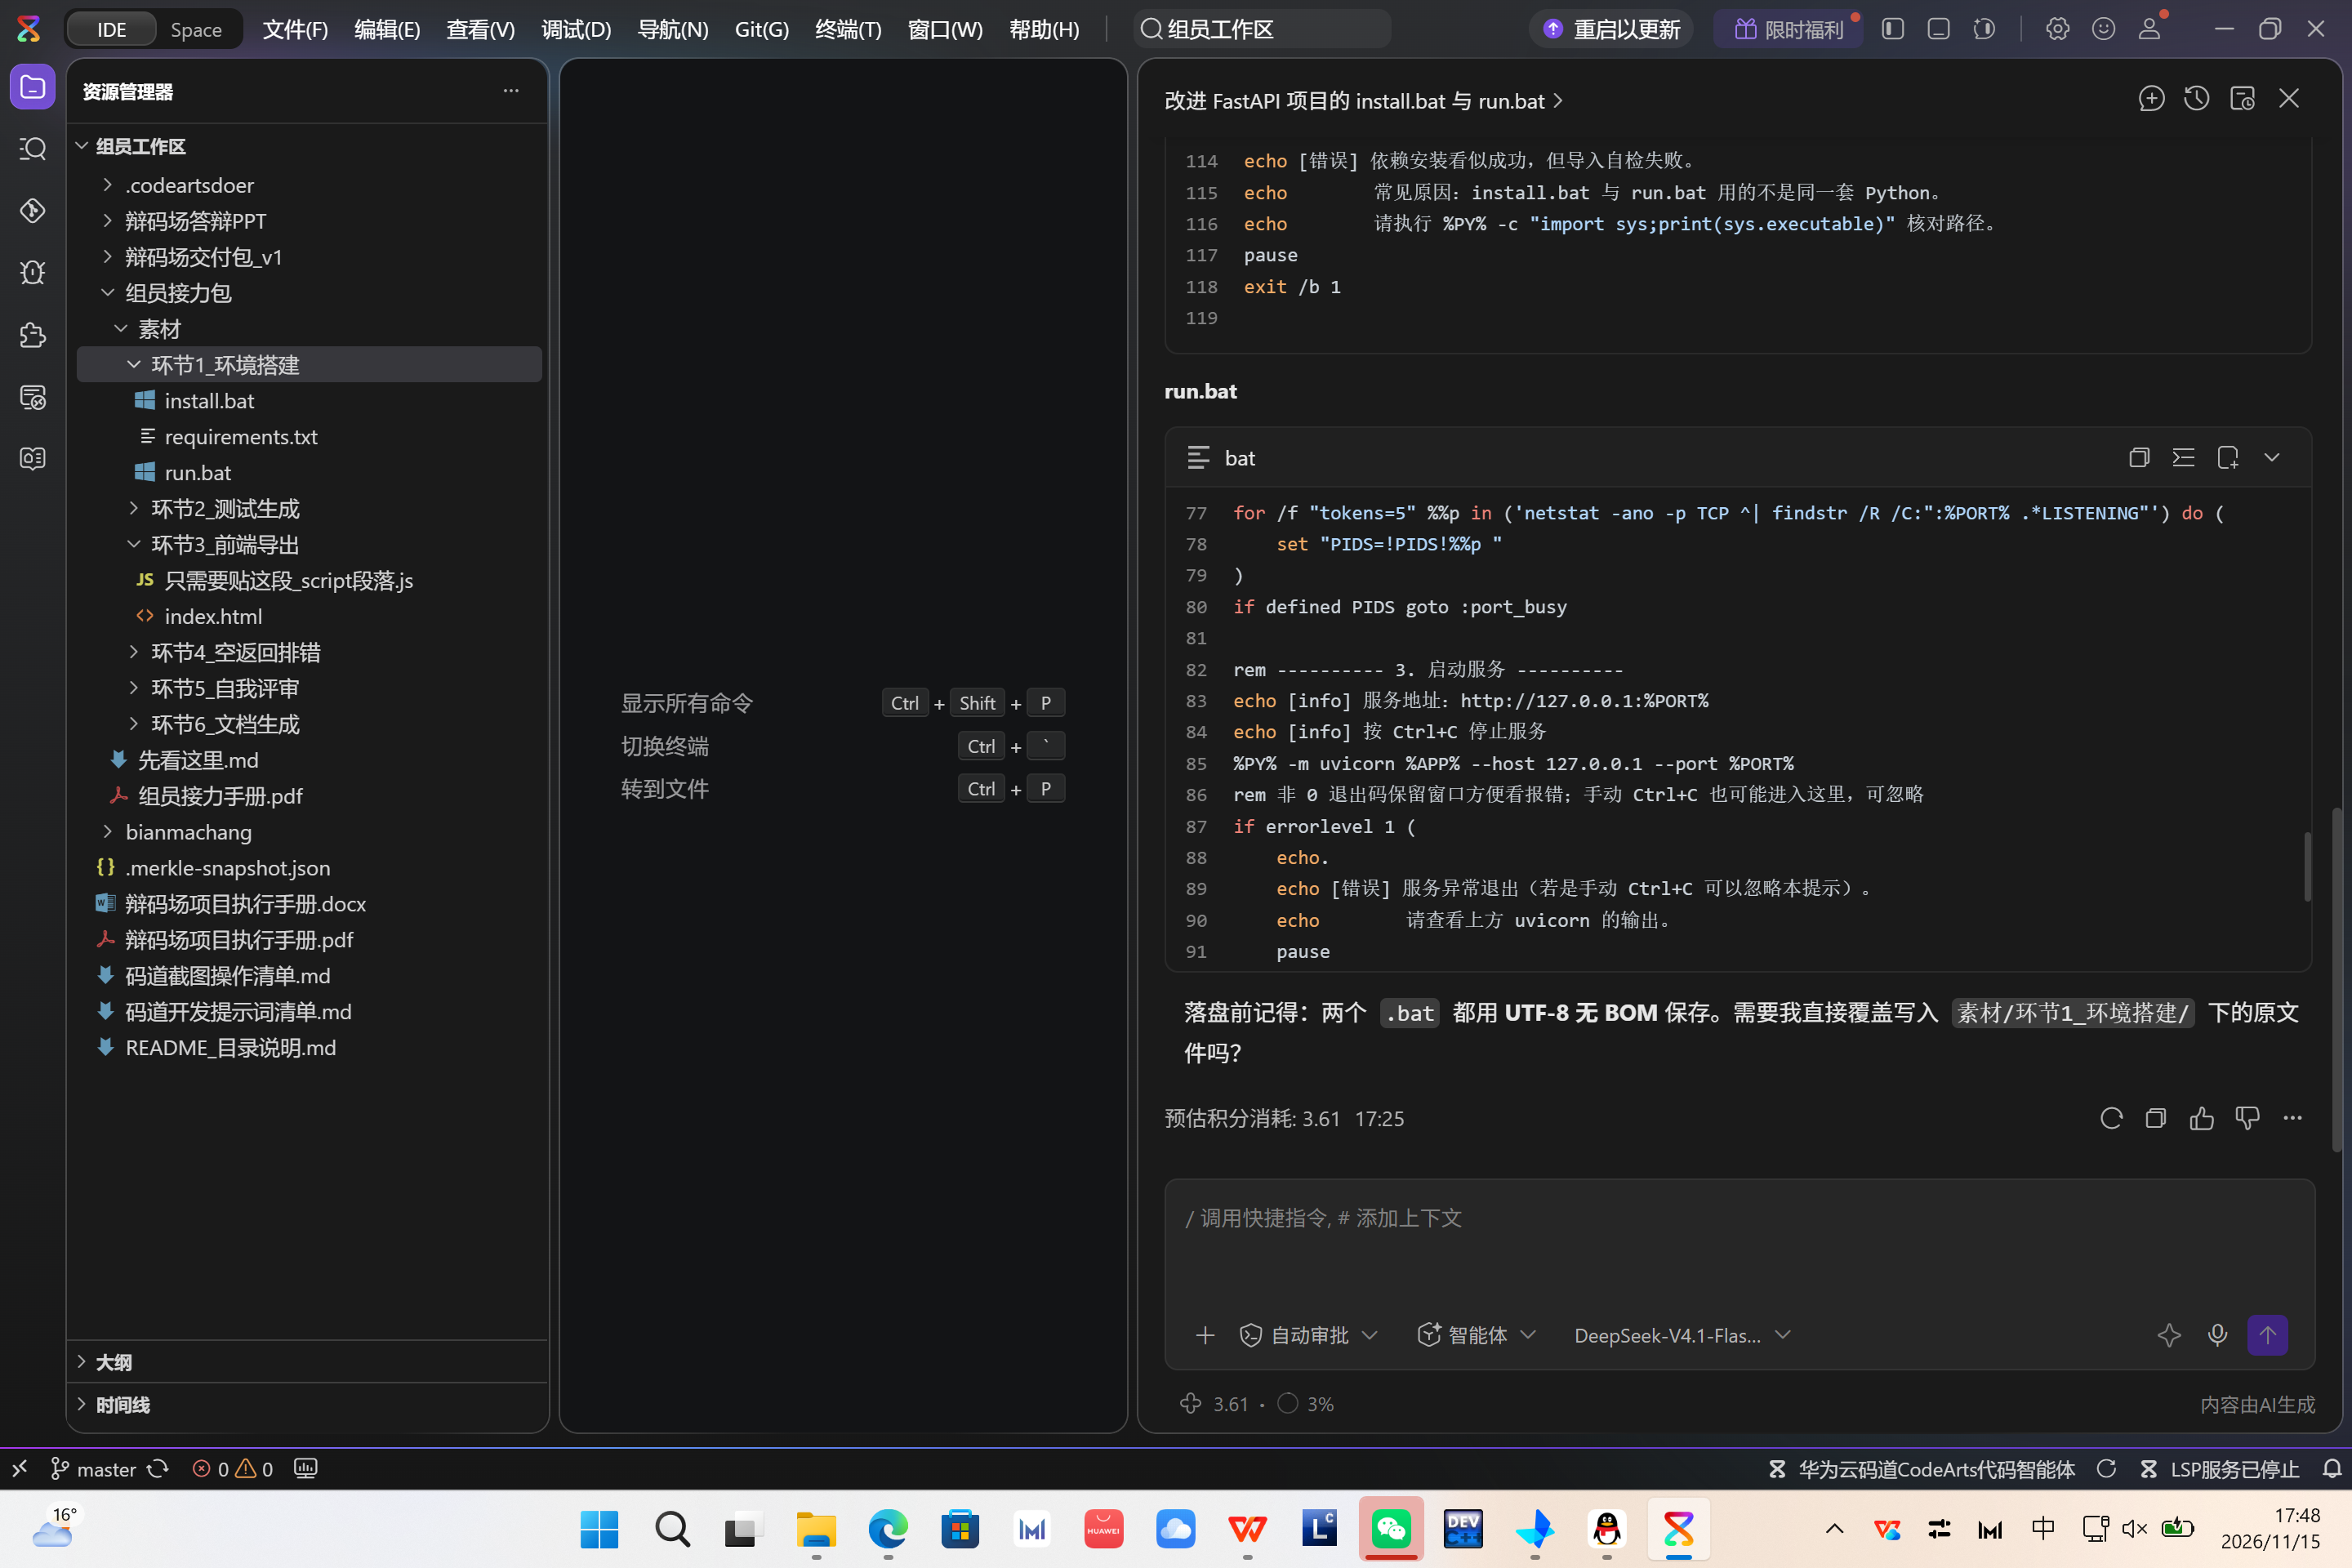 IDE Space 文件(F) 编辑(E) 查看(V) 调试(D) 导航(N) Git(G) 终端(T) 窗口(W) 帮助(H) 组员工作区 重启以更新 限时福利
资源管理器
组员工作区
.codeartsdoer
辩码场答辩PPT
辩码场交付包_v1
组员接力包
素材
环节1_环境搭建
install.bat
requirements.txt
run.bat
环节2_测试生成
环节3_前端导出
JS 只需要贴这段_script段落.js
index.html
环节4_空返回排错
环节5_自我评审
环节6_文档生成
先看这里.md
组员接力手册.pdf
bianmachang
.merkle-snapshot.json
辩码场项目执行手册.docx
辩码场项目执行手册.pdf
码道截图操作清单.md
码道开发提示词清单.md
README_目录说明.md
大纲
时间线
显示所有命令 Ctrl + Shift + P
切换终端 Ctrl + `
转到文件 Ctrl + P
改进 FastAPI 项目的 install.bat 与 run.bat
114 echo [错误] 依赖安装看似成功，但导入自检失败。
115 echo        常见原因：install.bat 与 run.bat 用的不是同一套 Python。
116 echo        请执行 %PY% -c "import sys;print(sys.executable)" 核对路径。
117 pause
118 exit /b 1
119
run.bat
bat
77 for /f "tokens=5" %%p in ('netstat -ano -p TCP ^| findstr /R /C:":%PORT% .*LISTENING"') do (
78     set "PIDS=!PIDS!%%p "
79 )
80 if defined PIDS goto :port_busy
81
82 rem ---------- 3. 启动服务 ----------
83 echo [info] 服务地址：http://127.0.0.1:%PORT%
84 echo [info] 按 Ctrl+C 停止服务
85 %PY% -m uvicorn %APP% --host 127.0.0.1 --port %PORT%
86 rem 非 0 退出码保留窗口方便看报错；手动 Ctrl+C 也可能进入这里，可忽略
87 if errorlevel 1 (
88     echo.
89     echo [错误] 服务异常退出（若是手动 Ctrl+C 可以忽略本提示）。
90     echo        请查看上方 uvicorn 的输出。
91     pause
落盘前记得：两个 .bat 都用 UTF-8 无 BOM 保存。需要我直接覆盖写入 素材/环节1_环境搭建/ 下的原文
件吗？
预估积分消耗: 3.61 17:25
/ 调用快捷指令, # 添加上下文
自动审批 智能体 DeepSeek-V4.1-Flas...
3.61 · 3%
内容由AI生成
master 0 0 华为云码道CodeArts代码智能体 LSP服务已停止
16°
HUAWEI
LC
DEV C++
中
17:48
2026/11/15